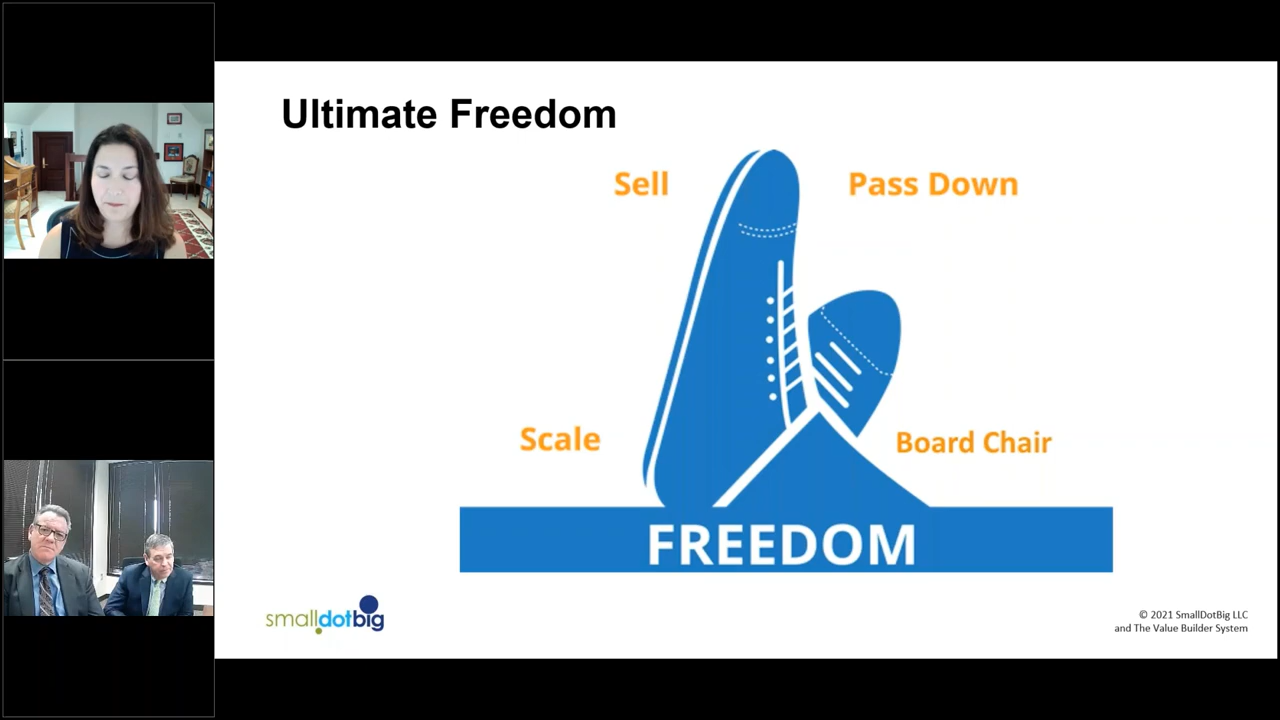 Ultimate Freedom
Sell
Pass Down
Scale
Board Chair
FREEDOM
smalldotbig
© 2021 SmallDotBig LLC
and The Value Builder System